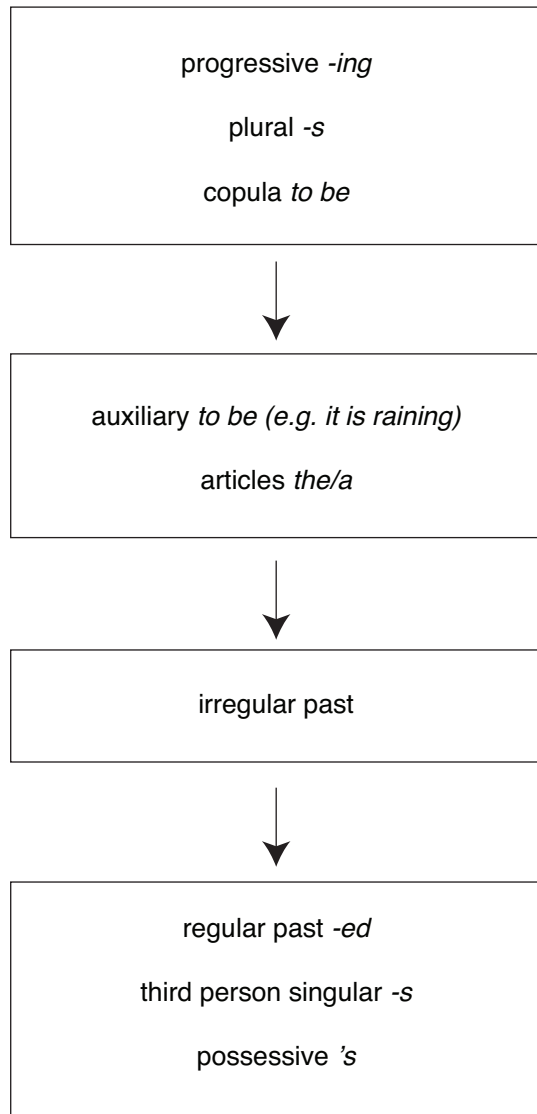 progressive -ing
plural -s
copula to be
auxiliary to be (e.g. it is raining)
articles the/a
irregular past
regular past -ed
third person singular -s
possessive 's